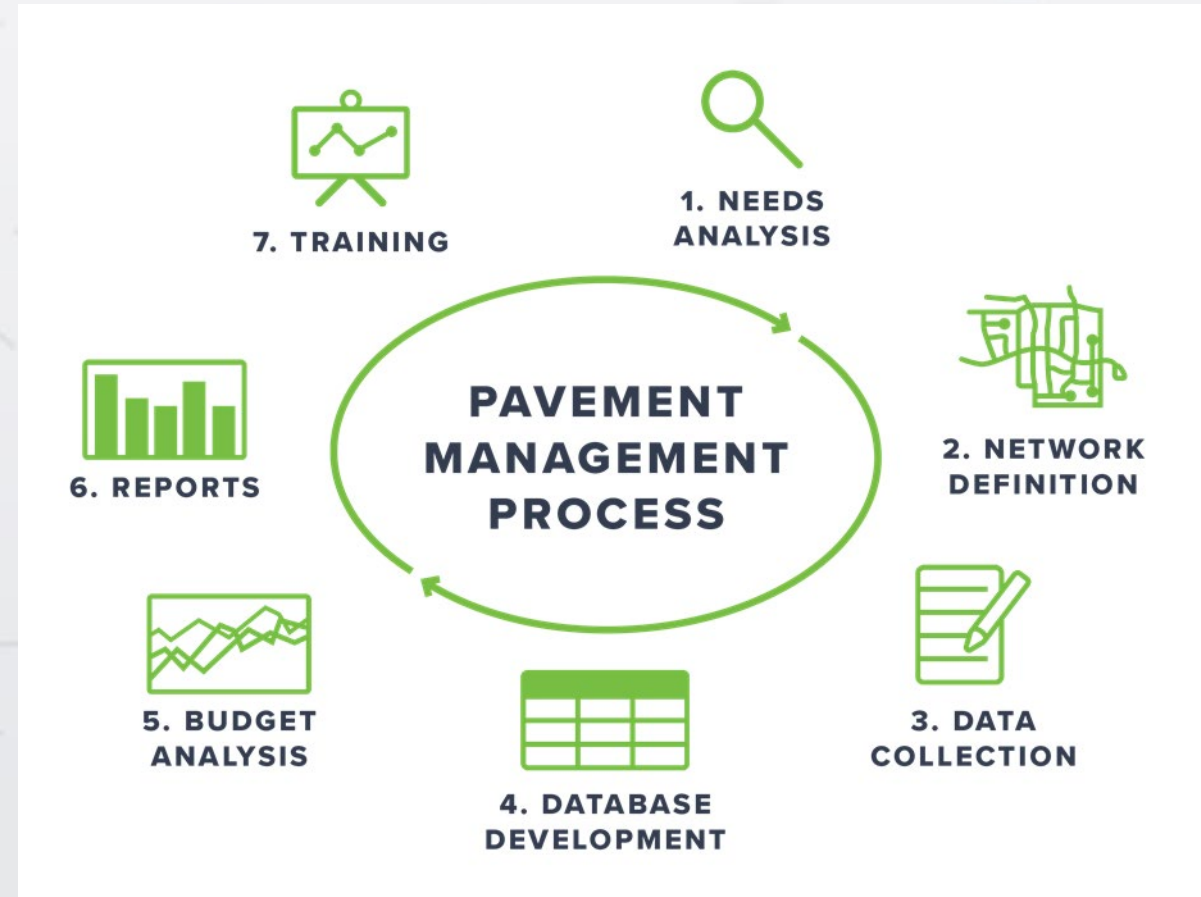 PAVEMENT
MANAGEMENT
PROCESS
1. NEEDS
ANALYSIS
2. NETWORK
DEFINITION
3. DATA
COLLECTION
4. DATABASE
DEVELOPMENT
5. BUDGET
ANALYSIS
6. REPORTS
7. TRAINING